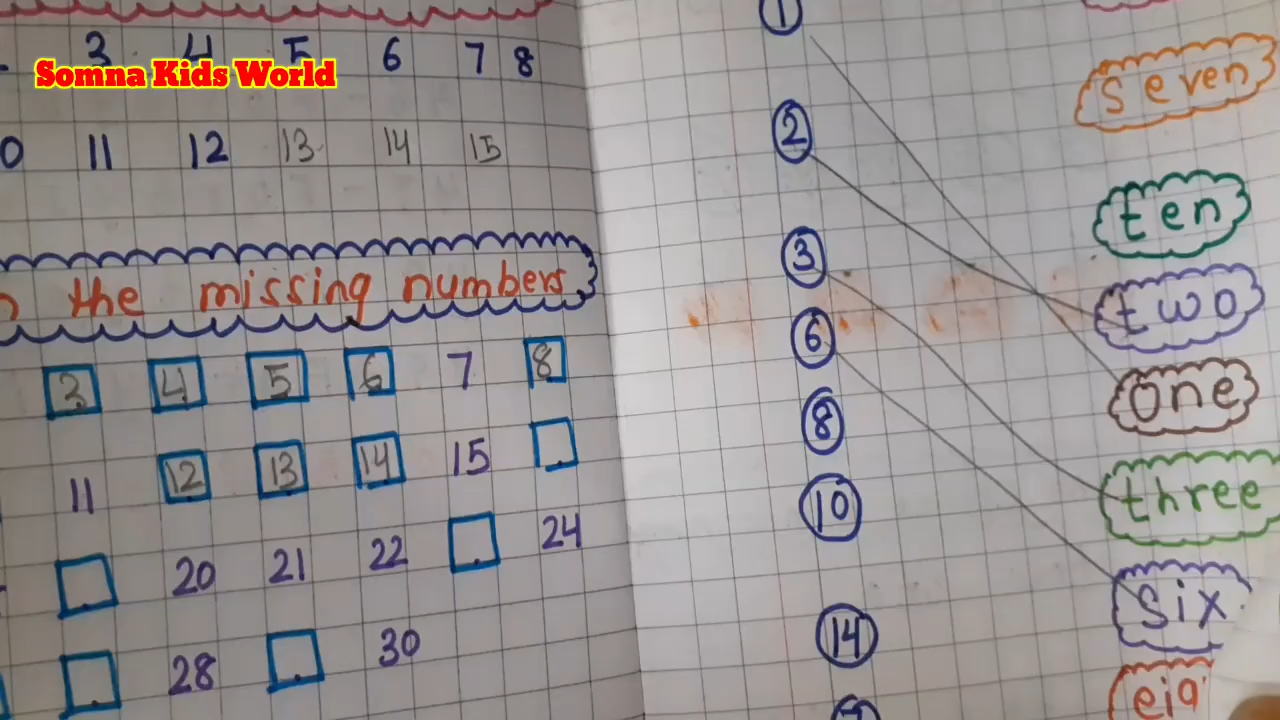 Somna Kids World
3 4 5 6 7 8
0 11 12 13 14 15
the missing numbers
3 4 5 6 7 8
11 12 13 14 15
20 21 22 24
28 30
1
seven
2
ten
3
two
6
one
8
three
10
six
14